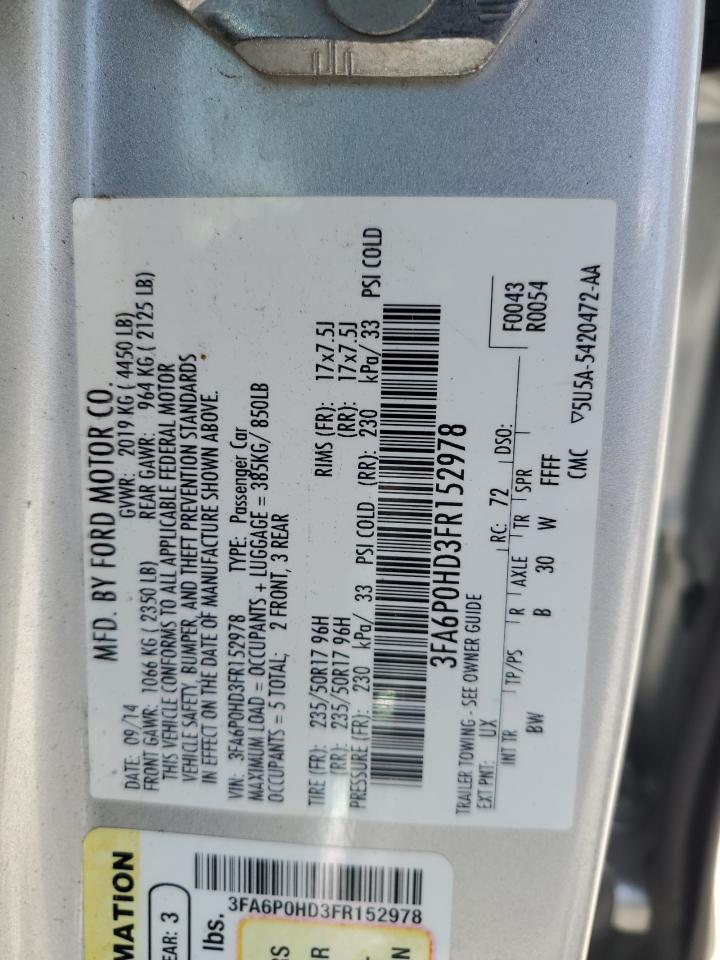 MFD. BY FORD MOTOR CO.
DATE: 09/14 GVWR: 2019 KG ( 4450 LB)
FRONT GAWR: 1066 KG ( 2350 LB) REAR GAWR: 964 KG ( 2125 LB)
THIS VEHICLE CONFORMS TO ALL APPLICABLE FEDERAL MOTOR
VEHICLE SAFETY, BUMPER, AND THEFT PREVENTION STANDARDS
IN EFFECT ON THE DATE OF MANUFACTURE SHOWN ABOVE.
VIN: 3FA6P0HD3FR152978 TYPE: Passenger Car
MAXIMUM LOAD = OCCUPANTS + LUGGAGE = 385KG/ 850LB
OCCUPANTS = 5 TOTAL; 2 FRONT, 3 REAR
TIRE (FR): 235/50R17 96H RIMS (FR): 17x7.5J
(RR): 235/50R17 96H (RR): 17x7.5J
PRESSURE (FR): 230 kPa/ 33 PSI COLD (RR): 230 kPa/ 33 PSI COLD
3FA6P0HD3FR152978
TRAILER TOWING - SEE OWNER GUIDE
EXT PNT: UX RC: 72 DSO: F0043
R0054
INT TR TP/PS R AXLE TR SPR
BW B 30 W FFFF
CMC ▽5U5A-5420472-AA
MATION
EAR: 3
lbs.
3FA6P0HD3FR152978
GS
R
N